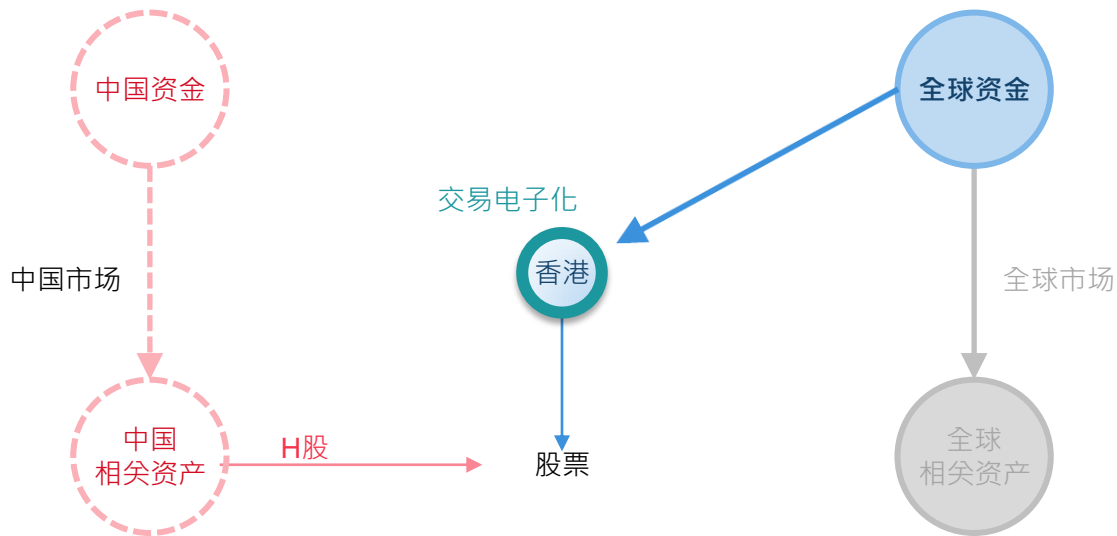 中国资金
全球资金
交易电子化
香港
中国市场
全球市场
中国
相关资产
H股
股票
全球
相关资产